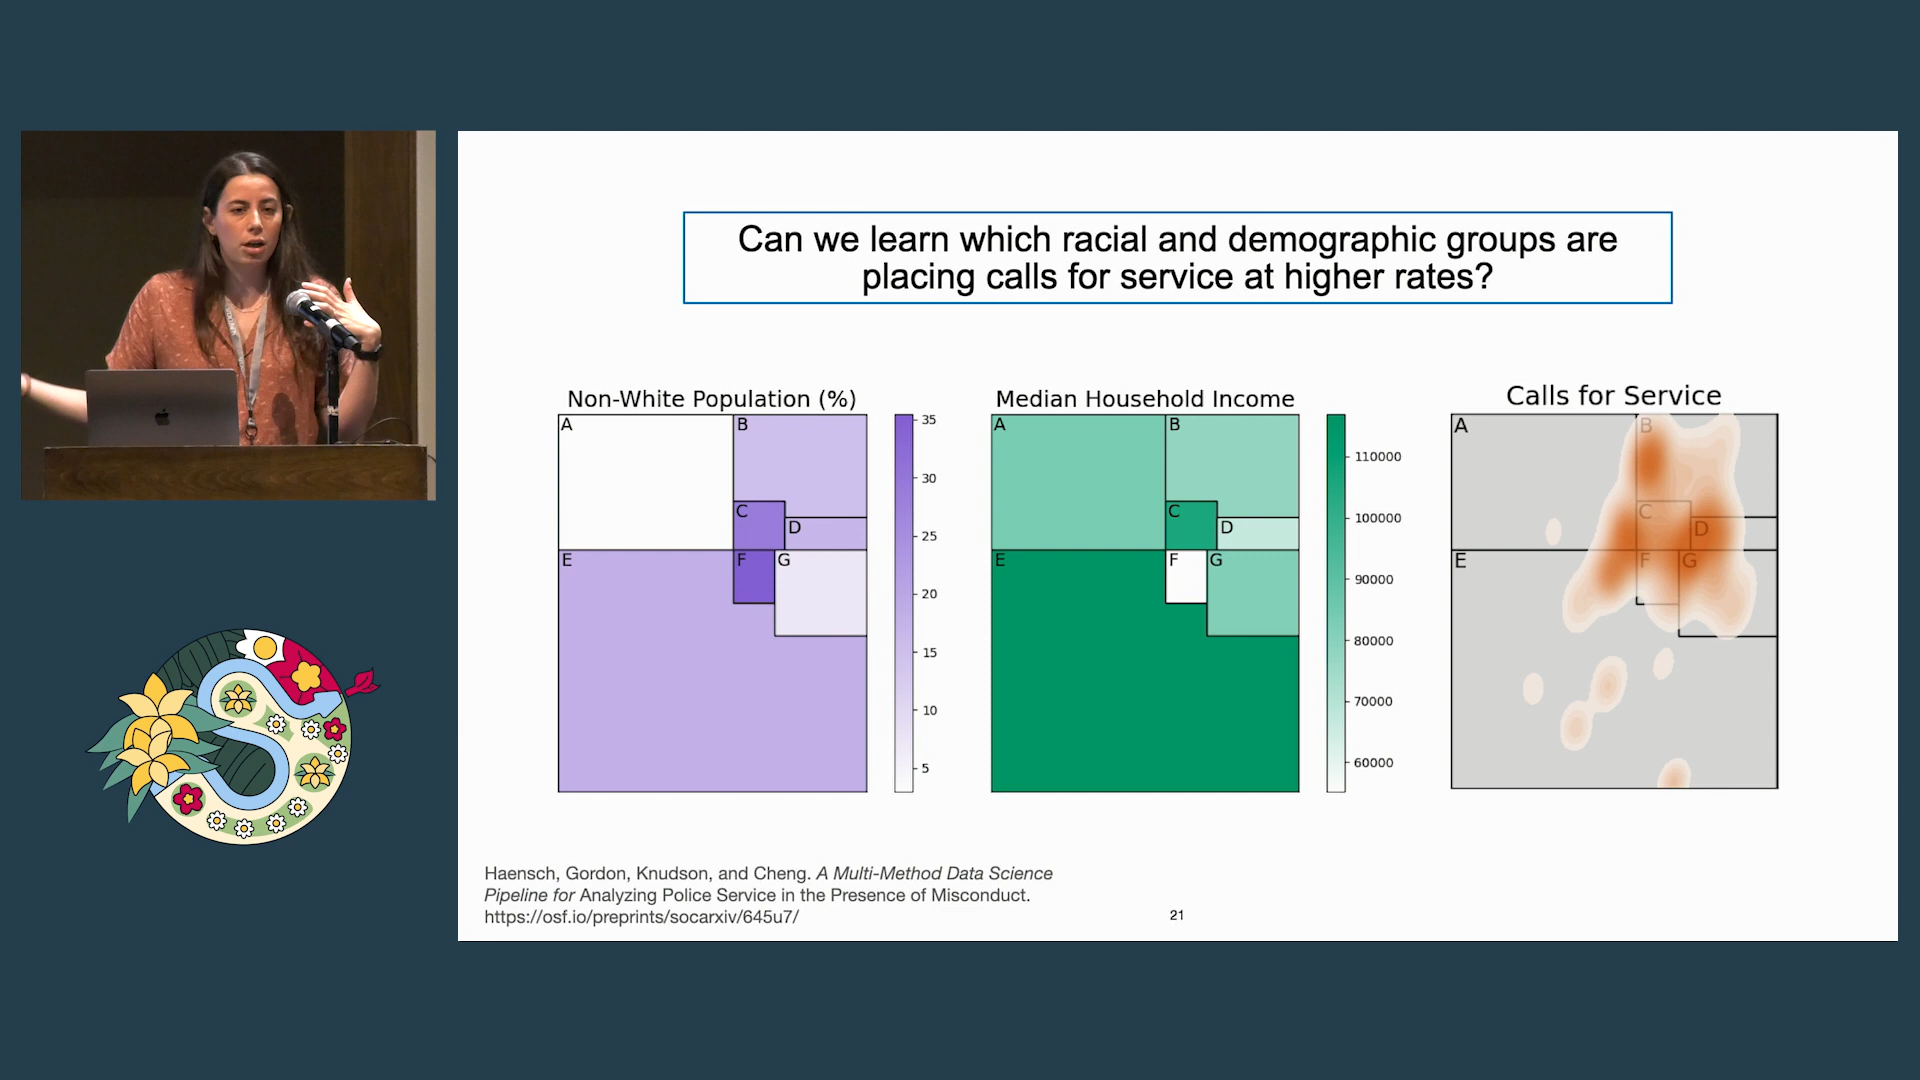 Can we learn which racial and demographic groups are
placing calls for service at higher rates?
Non-White Population (%)
A
B
C
D
E
F
G
35
30
25
20
15
10
5
Median Household Income
A
B
C
D
E
F
G
110000
100000
90000
80000
70000
60000
Calls for Service
A
B
C
D
E
F
G
Haensch, Gordon, Knudson, and Cheng. A Multi-Method Data Science
Pipeline for Analyzing Police Service in the Presence of Misconduct.
https://osf.io/preprints/socarxiv/645u7/
21